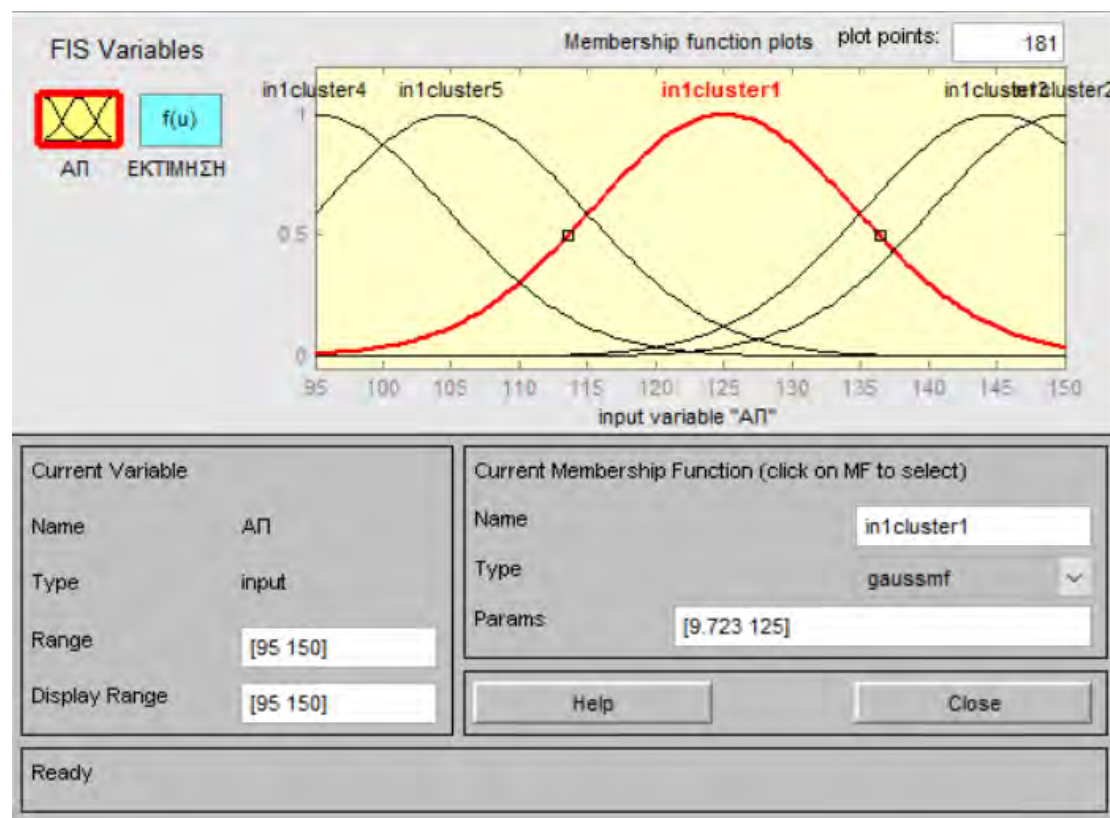 FIS Variables
f(u)
ΑΠ ΕΚΤΙΜΗΣΗ
Membership function plots plot points: 181
in1cluster4 in1cluster5 in1cluster1 in1cluster3 in1cluster2
1
0.5
0
95 100 105 110 115 120 125 130 135 140 145 150
input variable "ΑΠ"
Current Variable
Name ΑΠ
Type input
Range [95 150]
Display Range [95 150]
Current Membership Function (click on MF to select)
Name in1cluster1
Type gaussmf
Params [9.723 125]
Help Close
Ready